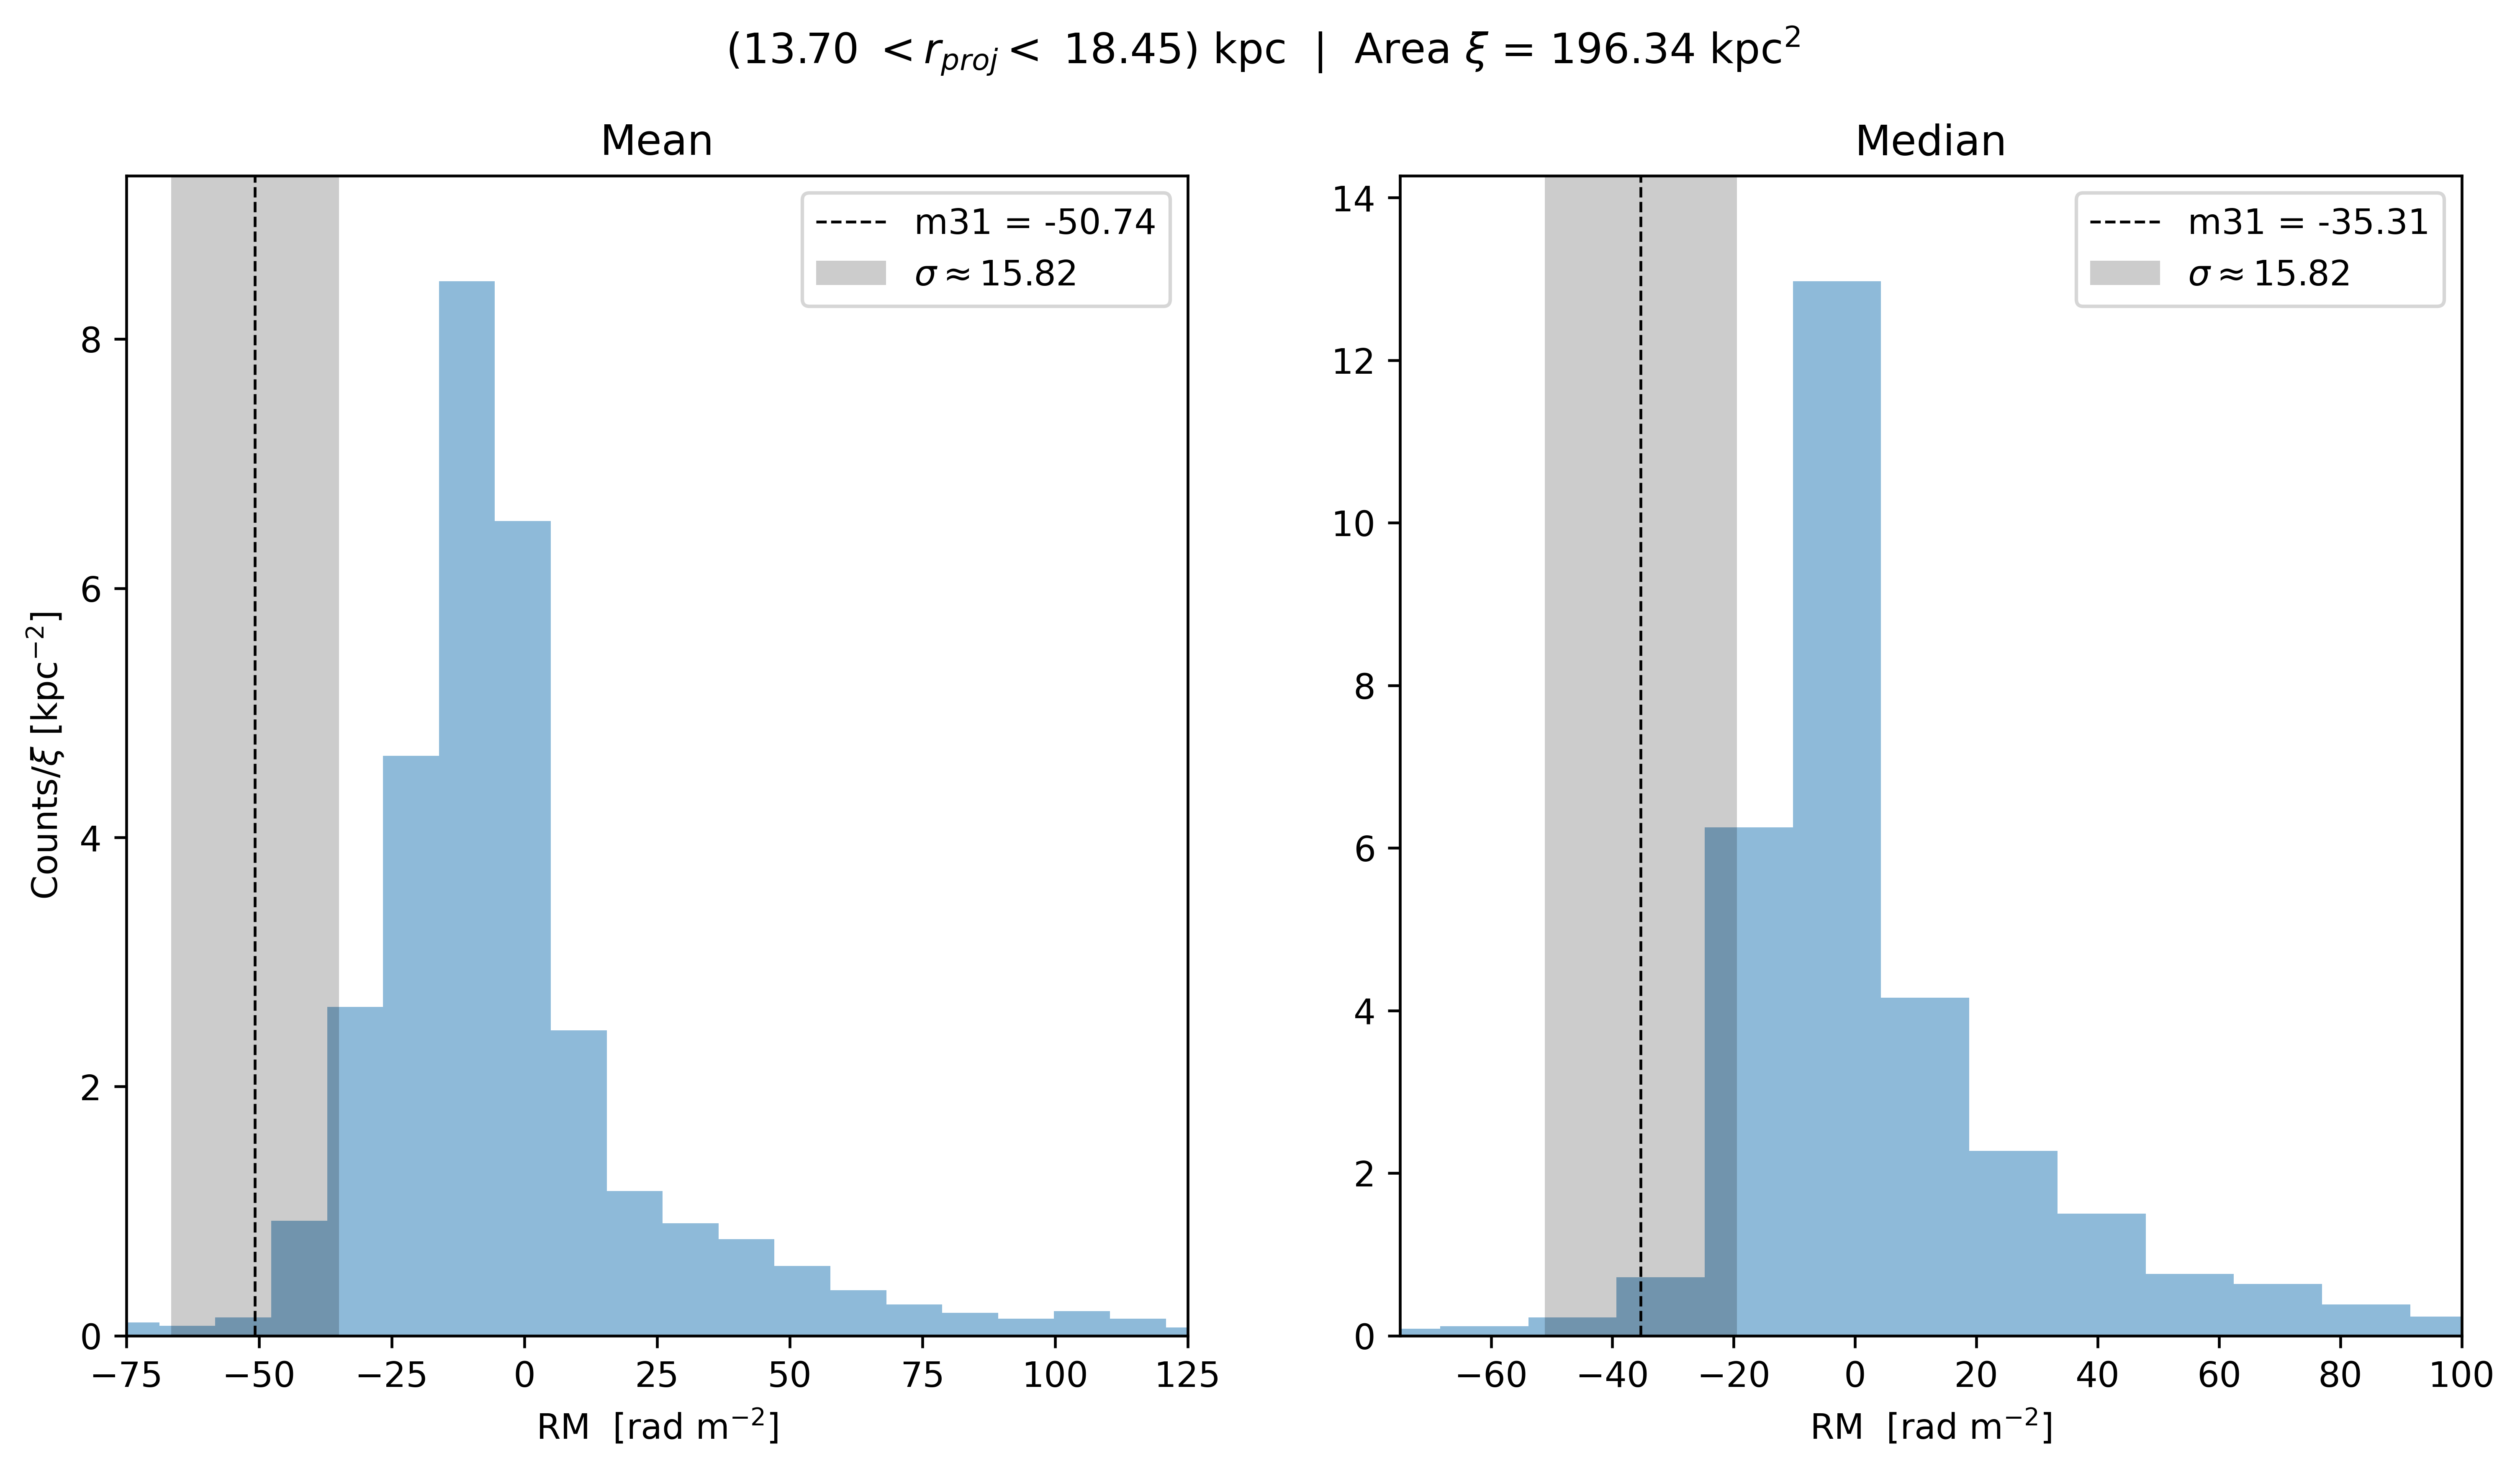 (13.70 < r_proj < 18.45) kpc | Area ξ = 196.34 kpc²
Mean
m31 = -50.74
σ ≈ 15.82
Counts/ξ [kpc⁻²]
8
6
4
2
0
−75 −50 −25 0 25 50 75 100 125
RM [rad m⁻²]
Median
m31 = -35.31
σ ≈ 15.82
14
12
10
8
6
4
2
0
−60 −40 −20 0 20 40 60 80 100
RM [rad m⁻²]